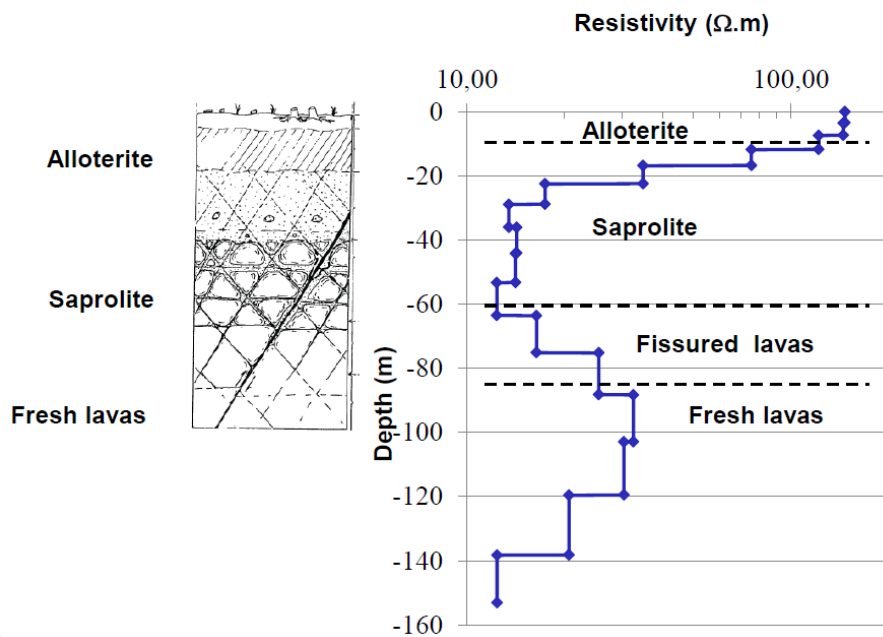 Resistivity (Ω.m)
10,00 100,00
Alloterite
Saprolite
Fresh lavas
Depth (m)
0
-20
-40
-60
-80
-100
-120
-140
-160
Alloterite
Saprolite
Fissured lavas
Fresh lavas